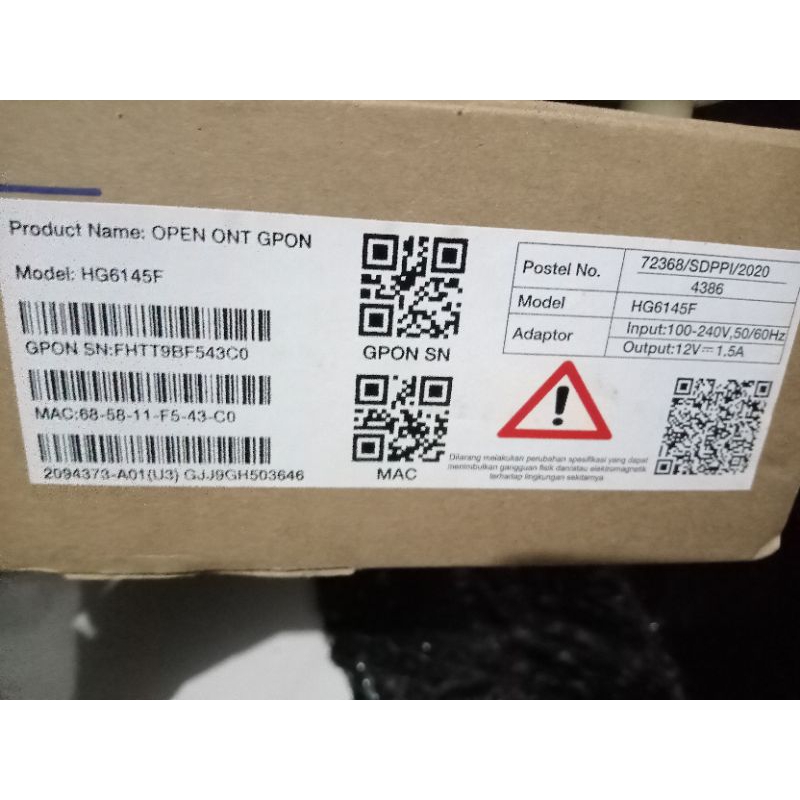 Product Name: OPEN ONT GPON
Model: HG6145F
GPON SN:FHTT9BF543C0
MAC:68-58-11-F5-43-C0
2094373-A01(U3) GJJ9GH503646
GPON SN
MAC
Postel No. 72368/SDPPI/2020
4386
Model HG6145F
Adaptor Input:100-240V,50/60Hz
Output:12V⎓1.5A
Dilarang melakukan perubahan spesifikasi yang dapat
menimbulkan gangguan fisik dan/atau elektromagnetik
terhadap lingkungan sekitarnya